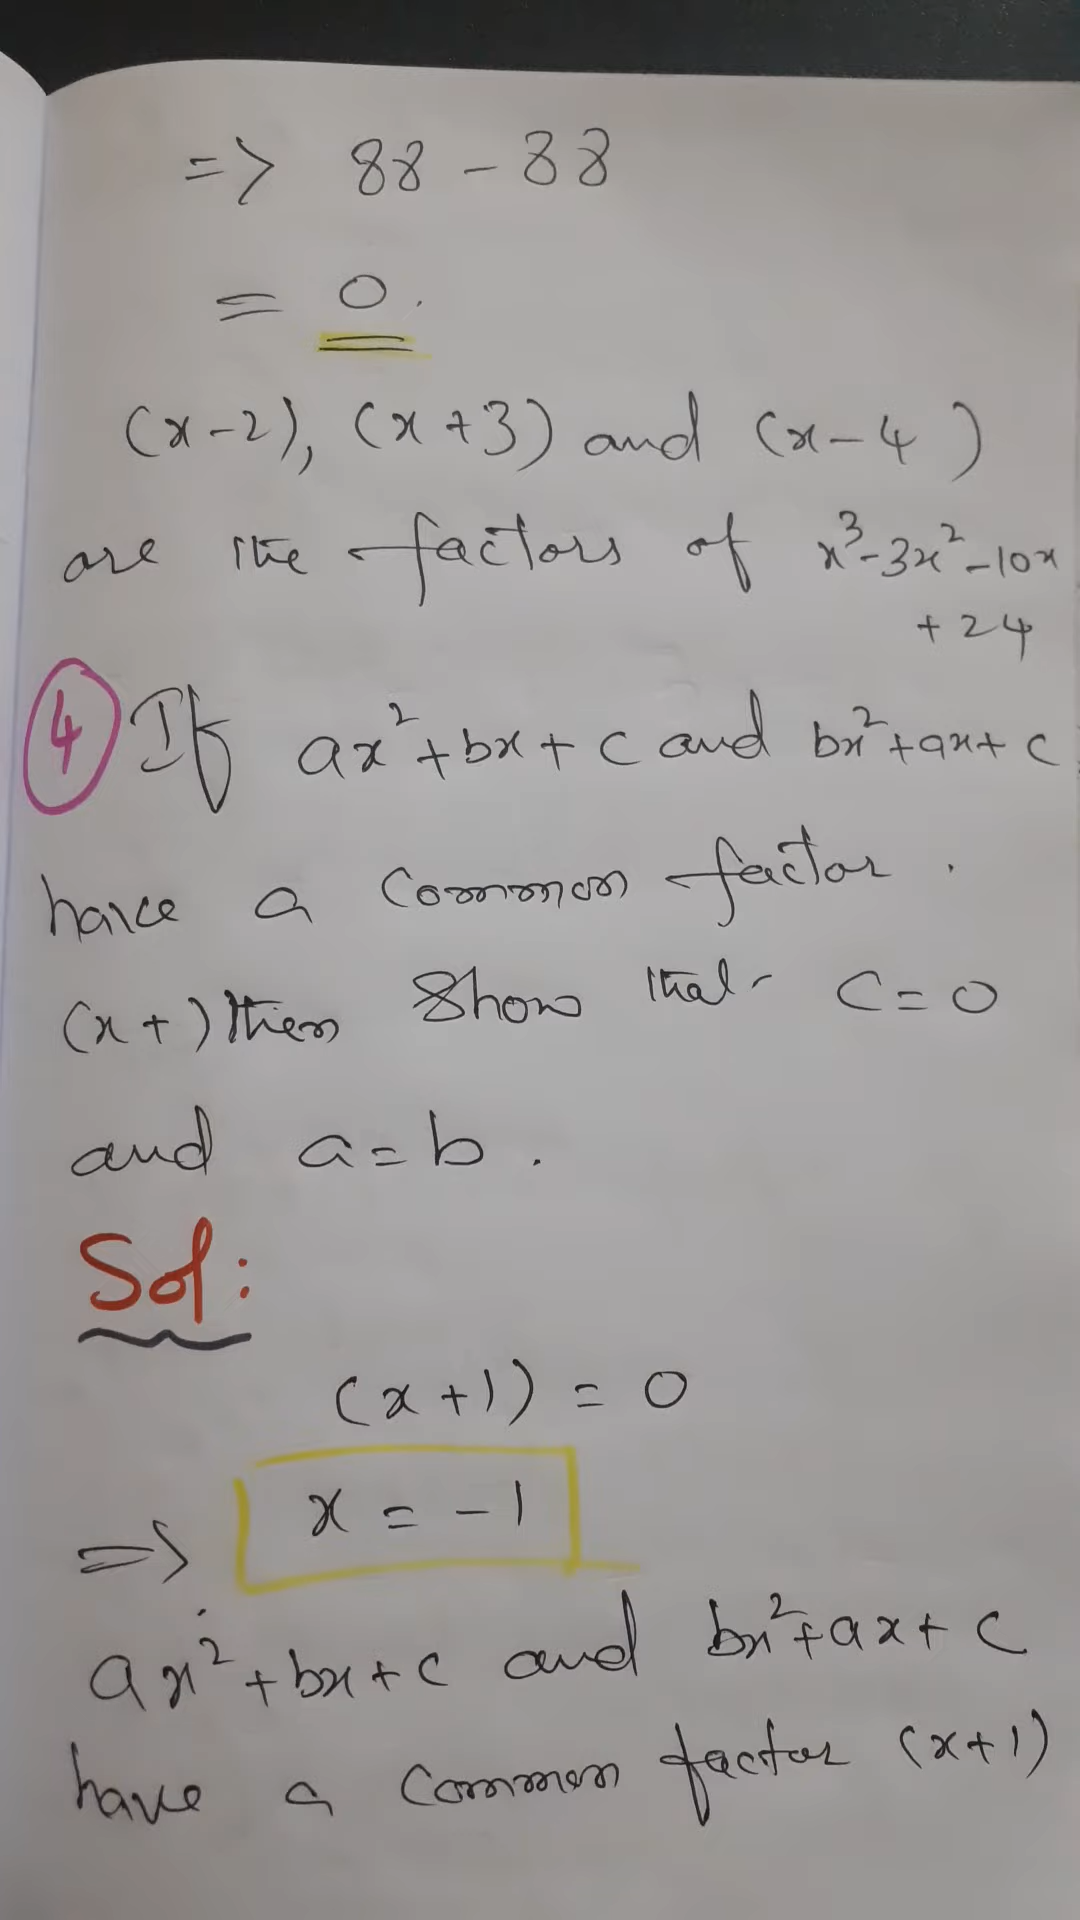 => 88 - 88
= 0.
(x-2), (x+3) and (x-4)
are the factors of x³-3x²-10x
+24
4 If ax²+bx+c and bx²+ax+c
have a common factor.
(x+) then show that c=0
and a=b.
Sol:
(x+1) = 0
=> x = -1
ax²+bx+c and bx²+ax+c
have a common factor (x+1)